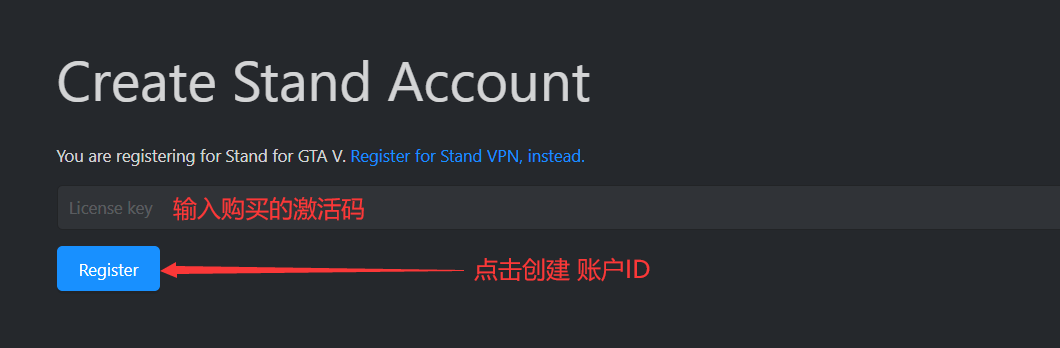 Create Stand Account
You are registering for Stand for GTA V. Register for Stand VPN, instead.
License key 输入购买的激活码
Register 点击创建 账户ID